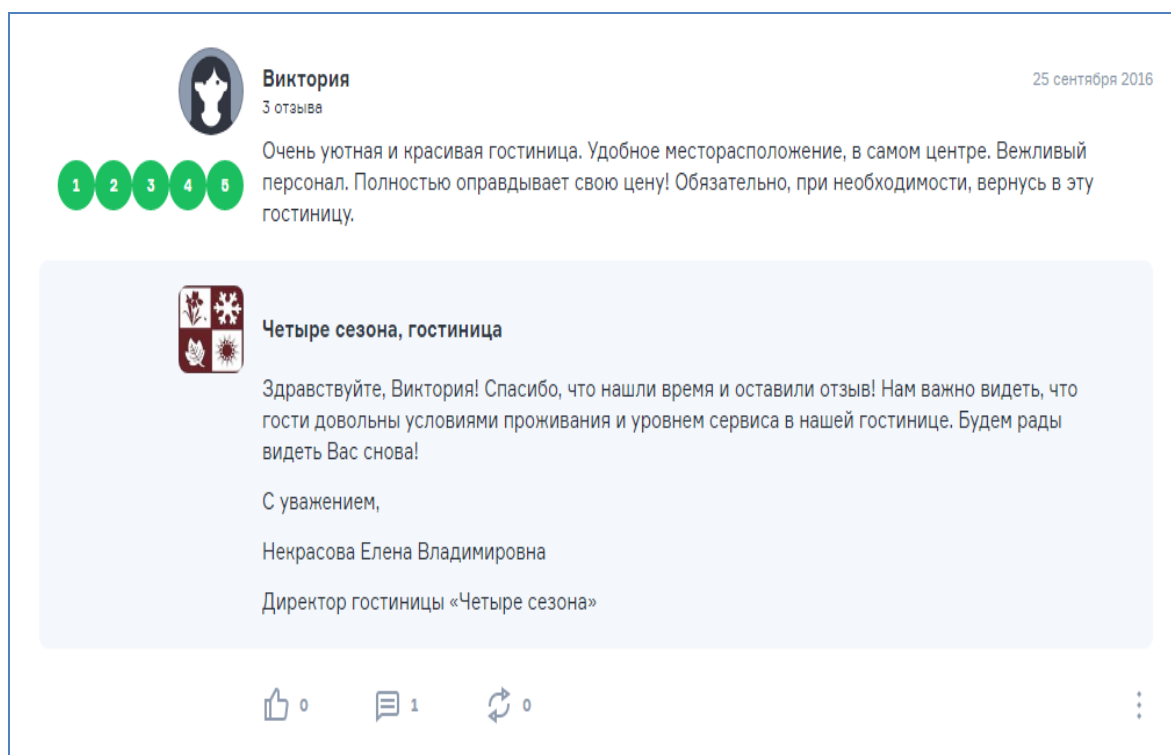 Виктория
25 сентября 2016
3 отзыва
Очень уютная и красивая гостиница. Удобное месторасположение, в самом центре. Вежливый
1 2 3 4 5
персонал. Полностью оправдывает свою цену! Обязательно, при необходимости, вернусь в эту
гостиницу.
Четыре сезона, гостиница
Здравствуйте, Виктория! Спасибо, что нашли время и оставили отзыв! Нам важно видеть, что
гости довольны условиями проживания и уровнем сервиса в нашей гостинице. Будем рады
видеть Вас снова!
С уважением,
Некрасова Елена Владимировна
Директор гостиницы «Четыре сезона»
0 1 0